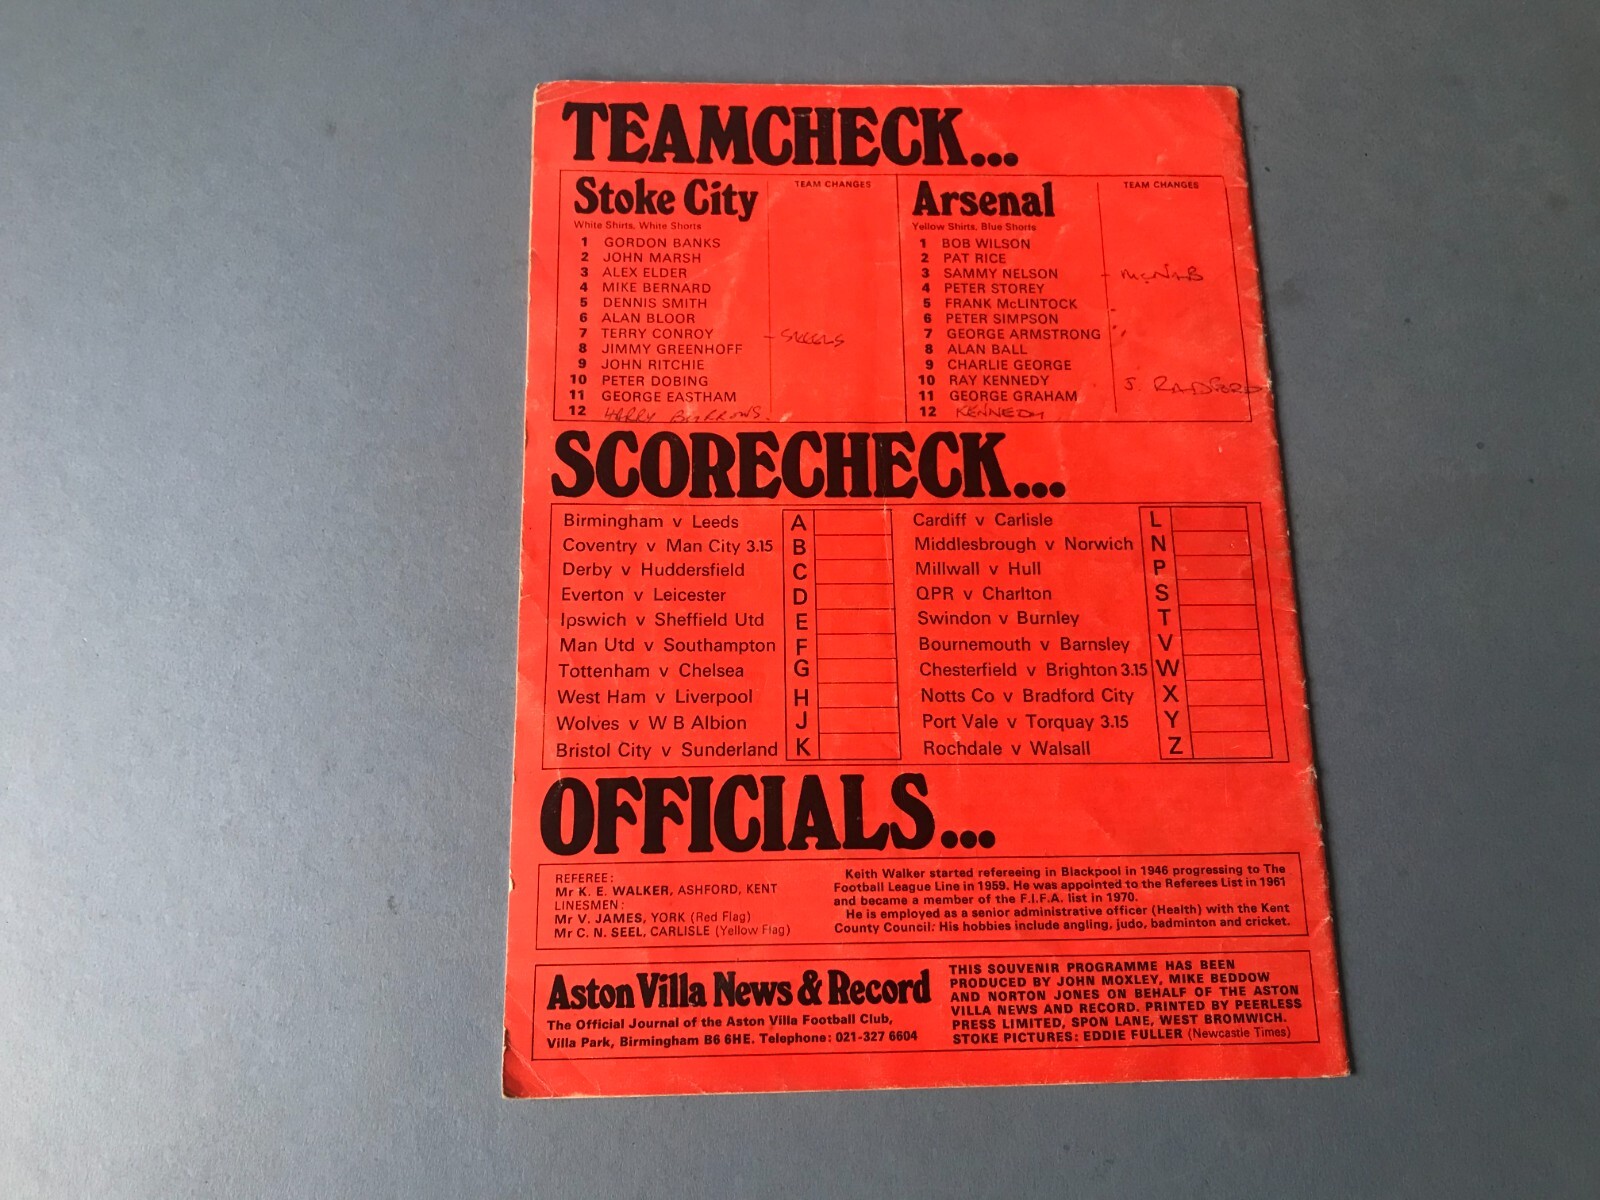 TEAMCHECK...
Stoke City
TEAM CHANGES
White Shirts, White Shorts
1 GORDON BANKS
2 JOHN MARSH
3 ALEX ELDER
4 MIKE BERNARD
5 DENNIS SMITH
6 ALAN BLOOR
7 TERRY CONROY - SKEELS
8 JIMMY GREENHOFF
9 JOHN RITCHIE
10 PETER DOBING
11 GEORGE EASTHAM
12 HARRY BURROWS.
Arsenal
TEAM CHANGES
Yellow Shirts, Blue Shorts
1 BOB WILSON
2 PAT RICE
3 SAMMY NELSON - McNAB
4 PETER STOREY
5 FRANK McLINTOCK
6 PETER SIMPSON
7 GEORGE ARMSTRONG
8 ALAN BALL
9 CHARLIE GEORGE
10 RAY KENNEDY J. RADFORD
11 GEORGE GRAHAM
12 KENNEDY
SCORECHECK...
Birmingham v Leeds A
Coventry v Man City 3.15 B
Derby v Huddersfield C
Everton v Leicester D
Ipswich v Sheffield Utd E
Man Utd v Southampton F
Tottenham v Chelsea G
West Ham v Liverpool H
Wolves v W B Albion J
Bristol City v Sunderland K
Cardiff v Carlisle L
Middlesbrough v Norwich N
Millwall v Hull P
QPR v Charlton S
Swindon v Burnley T
Bournemouth v Barnsley V
Chesterfield v Brighton 3.15 W
Notts Co v Bradford City X
Port Vale v Torquay 3.15 Y
Rochdale v Walsall Z
OFFICIALS...
REFEREE:
Mr K. E. WALKER, ASHFORD, KENT
LINESMEN:
Mr V. JAMES, YORK (Red Flag)
Mr C. N. SEEL, CARLISLE (Yellow Flag)
Keith Walker started refereeing in Blackpool in 1946 progressing to The
Football League Line in 1959. He was appointed to the Referees List in 1961
and became a member of the F.I.F.A. list in 1970.
He is employed as a senior administrative officer (Health) with the Kent
County Council. His hobbies include angling, judo, badminton and cricket.
Aston Villa News & Record
The Official Journal of the Aston Villa Football Club,
Villa Park, Birmingham B6 6HE. Telephone: 021-327 6604
THIS SOUVENIR PROGRAMME HAS BEEN
PRODUCED BY JOHN MOXLEY, MIKE BEDDOW
AND NORTON JONES ON BEHALF OF THE ASTON
VILLA NEWS AND RECORD. PRINTED BY PEERLESS
PRESS LIMITED, SPON LANE, WEST BROMWICH.
STOKE PICTURES: EDDIE FULLER (Newcastle Times)